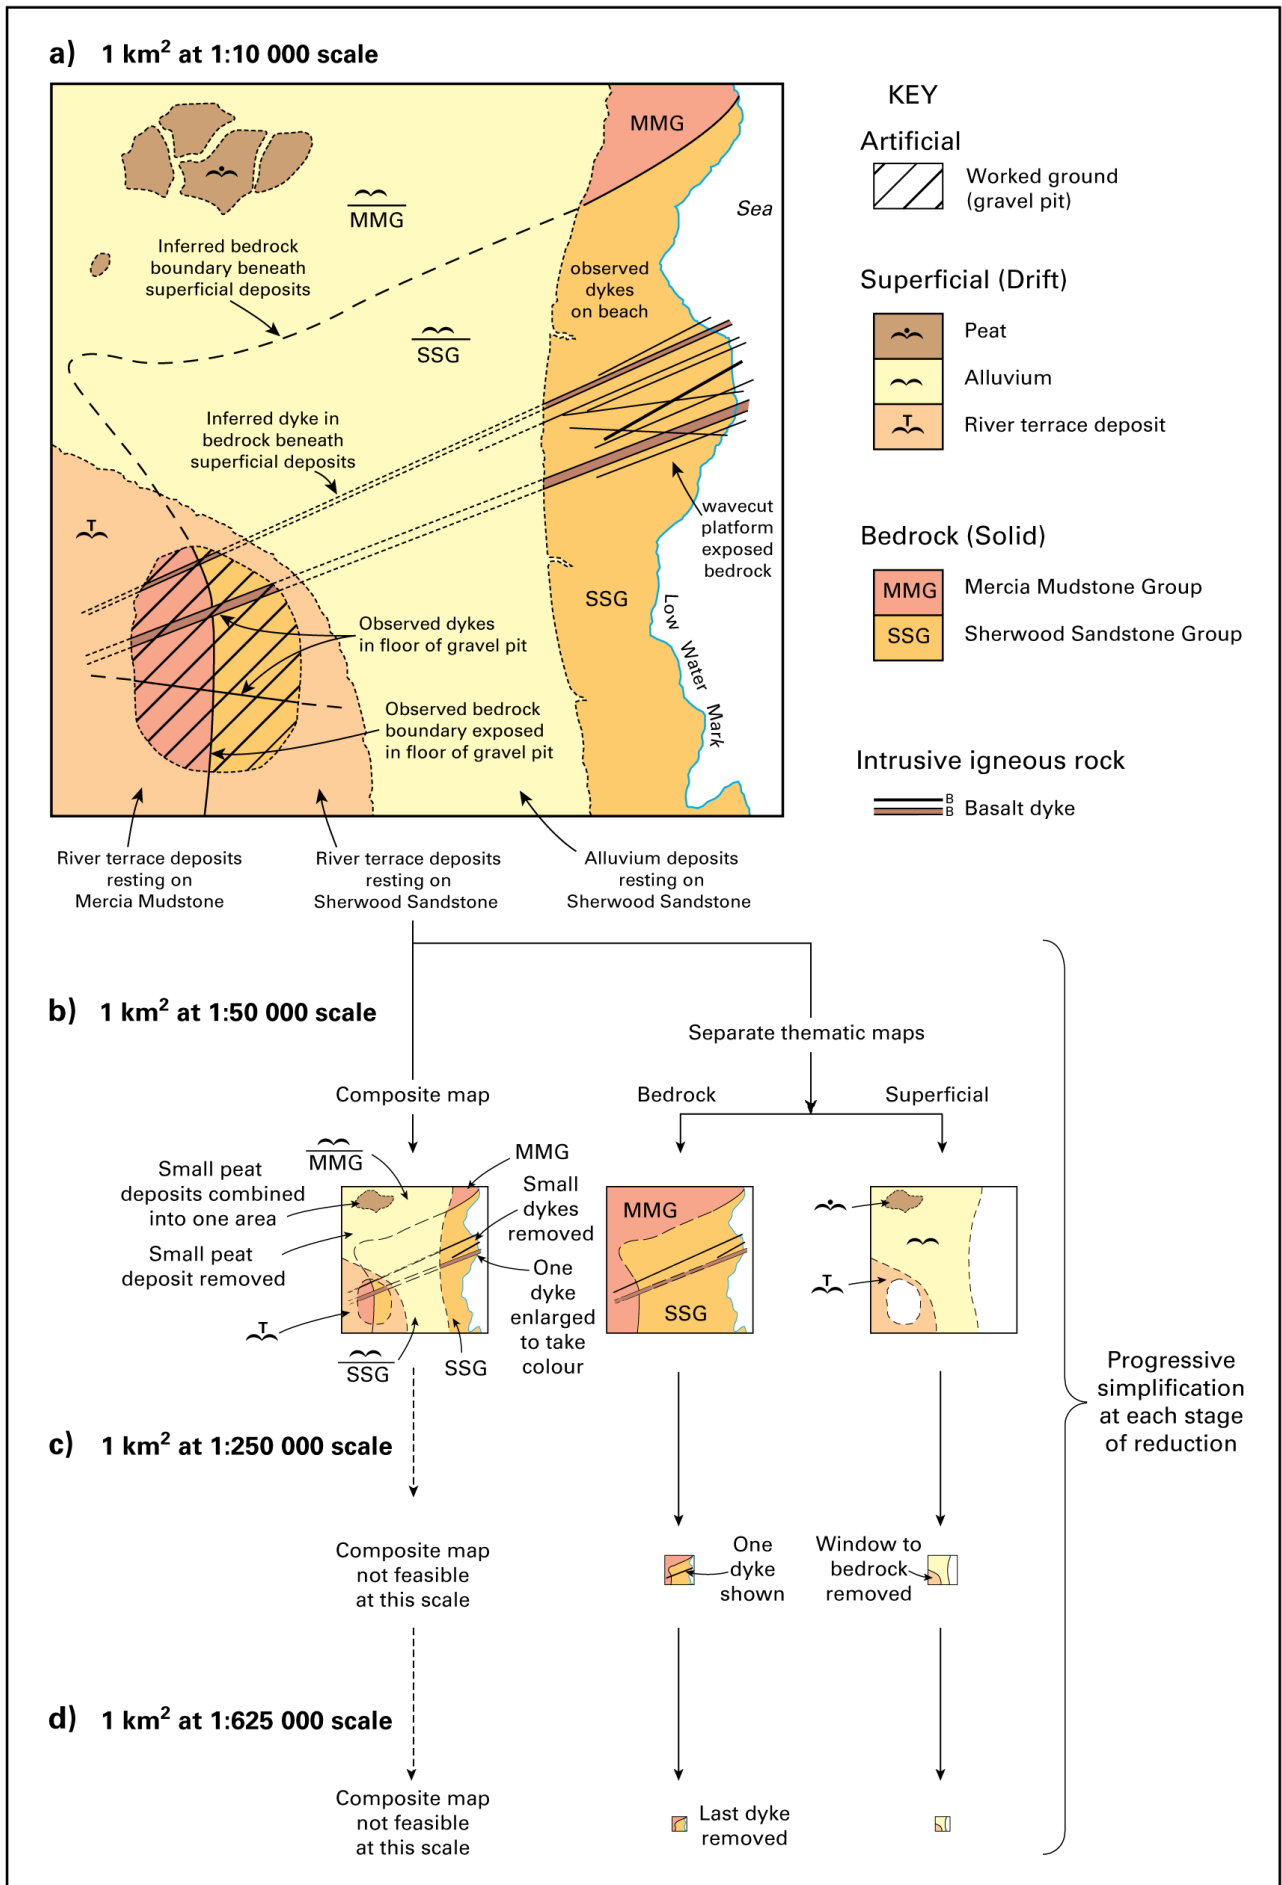 a) 1 km² at 1:10 000 scale
MMG
Sea
MMG
Inferred bedrock
boundary beneath
superficial deposits
observed
dykes
on beach
SSG
Inferred dyke in
bedrock beneath
superficial deposits
T
wavecut
platform
exposed
bedrock
SSG
Low Water Mark
Observed dykes
in floor of gravel pit
Observed bedrock
boundary exposed
in floor of gravel pit
River terrace deposits
resting on
Mercia Mudstone
River terrace deposits
resting on
Sherwood Sandstone
Alluvium deposits
resting on
Sherwood Sandstone
KEY
Artificial
Worked ground
(gravel pit)
Superficial (Drift)
Peat
Alluvium
T
River terrace deposit
Bedrock (Solid)
MMG Mercia Mudstone Group
SSG Sherwood Sandstone Group
Intrusive igneous rock
B
B
Basalt dyke
b) 1 km² at 1:50 000 scale
Separate thematic maps
Composite map
Bedrock
Superficial
MMG
MMG
Small peat
deposits combined
into one area
Small peat
deposit removed
T
SSG
SSG
Small
dykes
removed
One
dyke
enlarged
to take
colour
MMG
SSG
T
Progressive
simplification
at each stage
of reduction
c) 1 km² at 1:250 000 scale
Composite map
not feasible
at this scale
One
dyke
shown
Window to
bedrock
removed
d) 1 km² at 1:625 000 scale
Composite map
not feasible
at this scale
Last dyke
removed